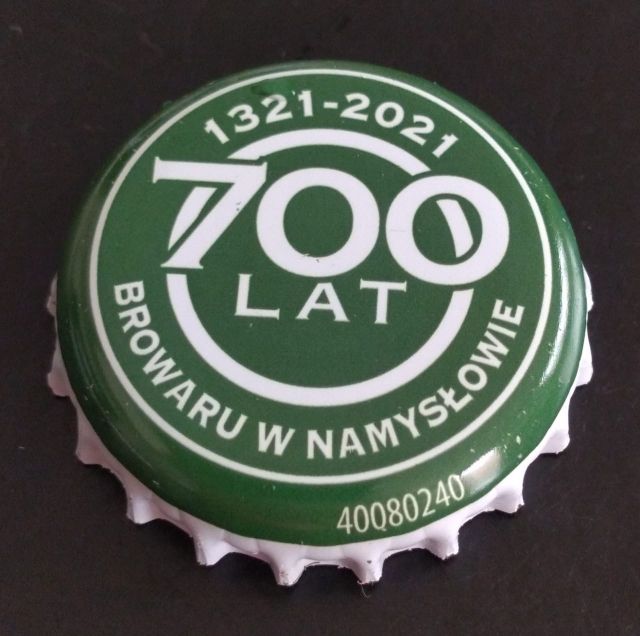 1321-2021
700
LAT
BROWARU W NAMYSŁOWIE
40080240